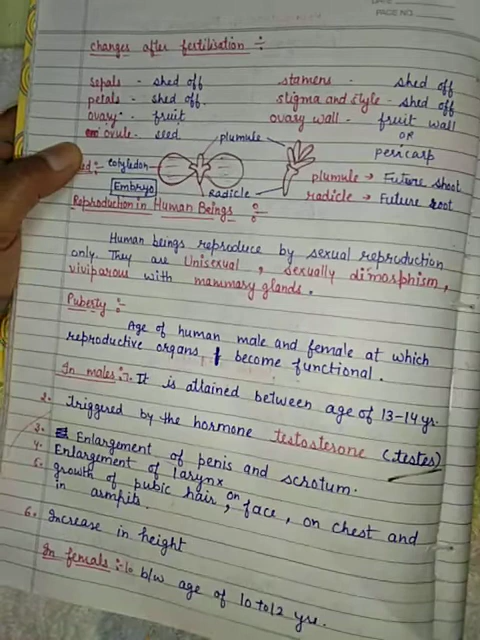 DATE
PAGE NO.
Changes after fertilisation :-
sepals - shed off
stamens - shed off
petals - shed off.
stigma and style - shed off
ovary - fruit
ovary wall - fruit wall
ovule - seed
OR
pericarp
plumule
cotyledon
Embryo
Radicle
plumule → Future shoot
radicle → Future root
Reproduction in Human Beings :-
Human beings reproduce by sexual reproduction
only. They are Unisexual, sexually dimorphism,
viviparous with mammary glands.
Puberty :-
Age of human male and female at which
reproductive organs become functional.
In males :- 1. It is attained between age of 13-14 yr.
2. Triggered by the hormone testosterone (testes)
3. Enlargement of penis and scrotum.
4. Enlargement of larynx
5. growth of pubic hair, on face, on chest and
in armpits.
6. Increase in height
In females :- 1. b/w age of 10 to 12 yrs.